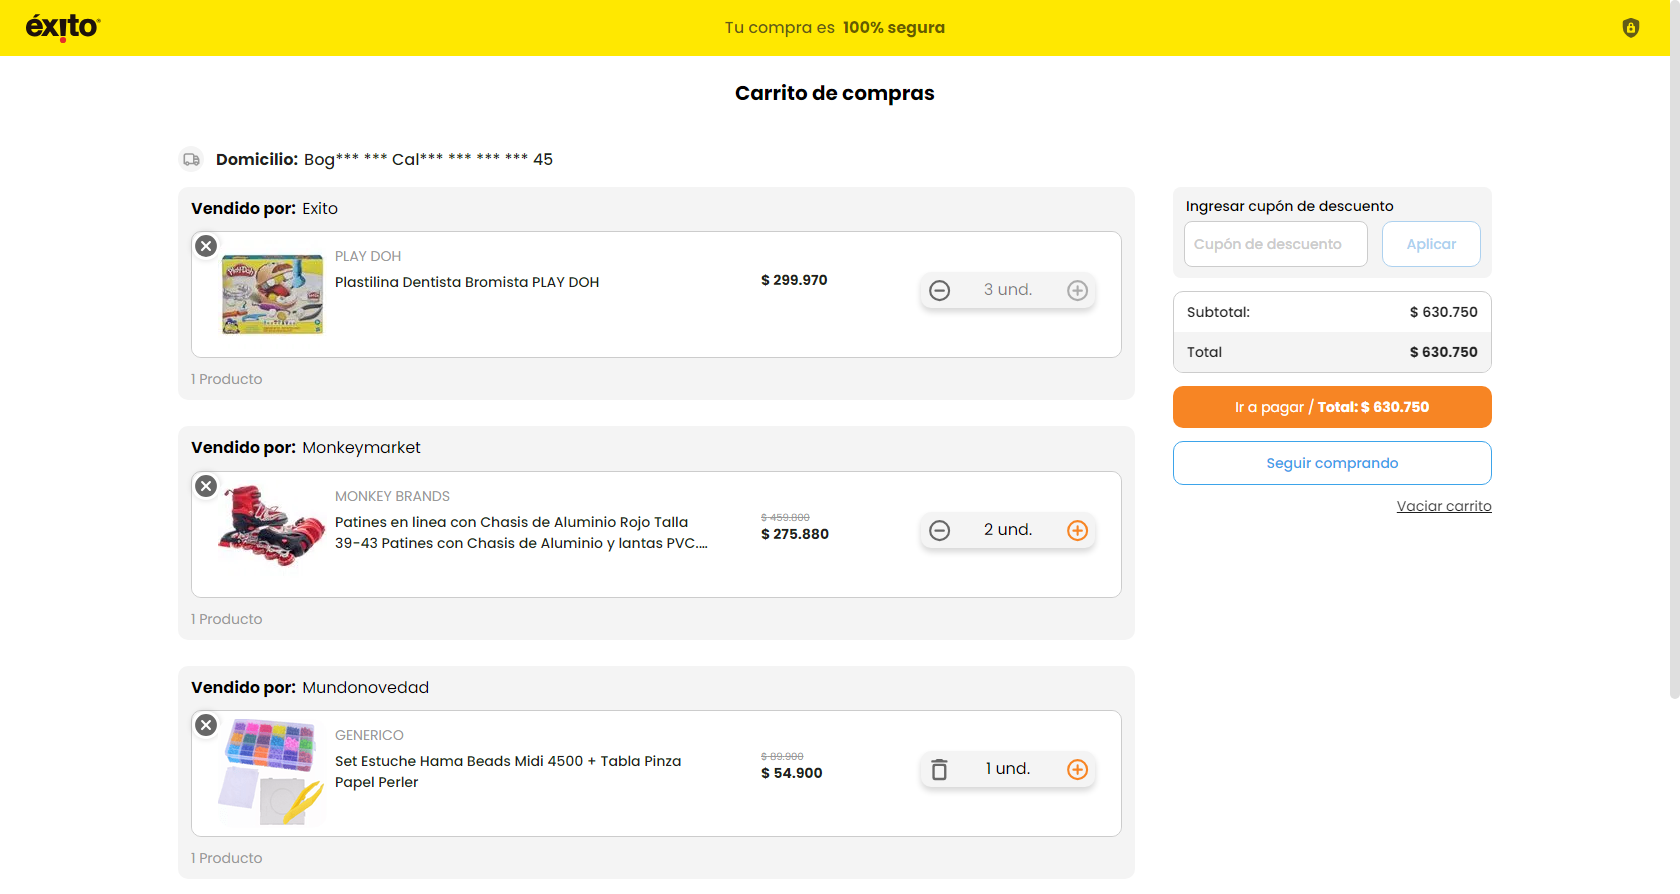 éxito
Tu compra es 100% segura
Carrito de compras
Domicilio: Bog*** *** Cal*** *** *** *** 45
Vendido por: Exito
PLAY DOH
Plastilina Dentista Bromista PLAY DOH
$ 299.970
3 und.
1 Producto
Vendido por: Monkeymarket
MONKEY BRANDS
Patines en linea con Chasis de Aluminio Rojo Talla
39-43 Patines con Chasis de Aluminio y lantas PVC....
$ 459.800
$ 275.880
2 und.
1 Producto
Vendido por: Mundonovedad
GENERICO
Set Estuche Hama Beads Midi 4500 + Tabla Pinza
Papel Perler
$ 89.900
$ 54.900
1 und.
1 Producto
Ingresar cupón de descuento
Cupón de descuento
Aplicar
Subtotal: $ 630.750
Total $ 630.750
Ir a pagar / Total: $ 630.750
Seguir comprando
Vaciar carrito